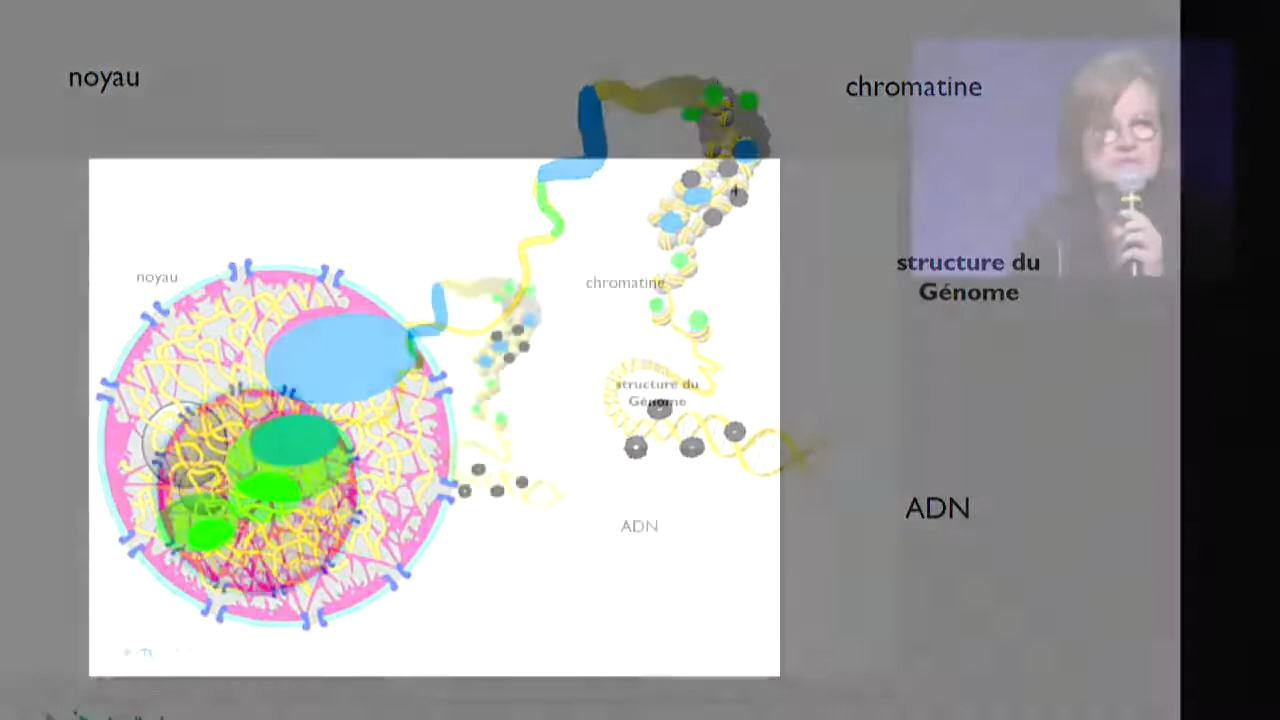 noyau
chromatine
structure du
Génome
ADN
noyau
chromatine
structure du
Génome
ADN